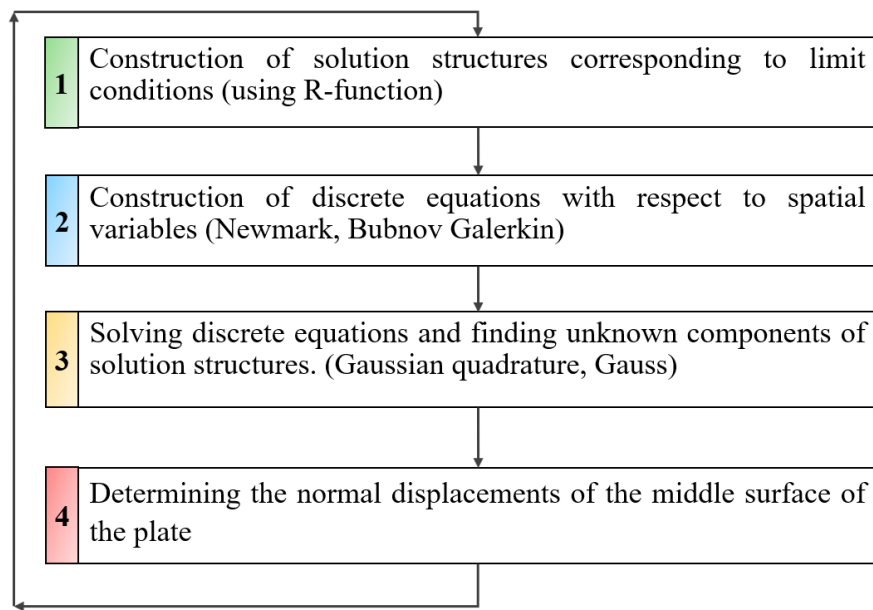 1
Construction of solution structures corresponding to limit
conditions (using R-function)
2
Construction of discrete equations with respect to spatial
variables (Newmark, Bubnov Galerkin)
3
Solving discrete equations and finding unknown components of
solution structures. (Gaussian quadrature, Gauss)
4
Determining the normal displacements of the middle surface of
the plate